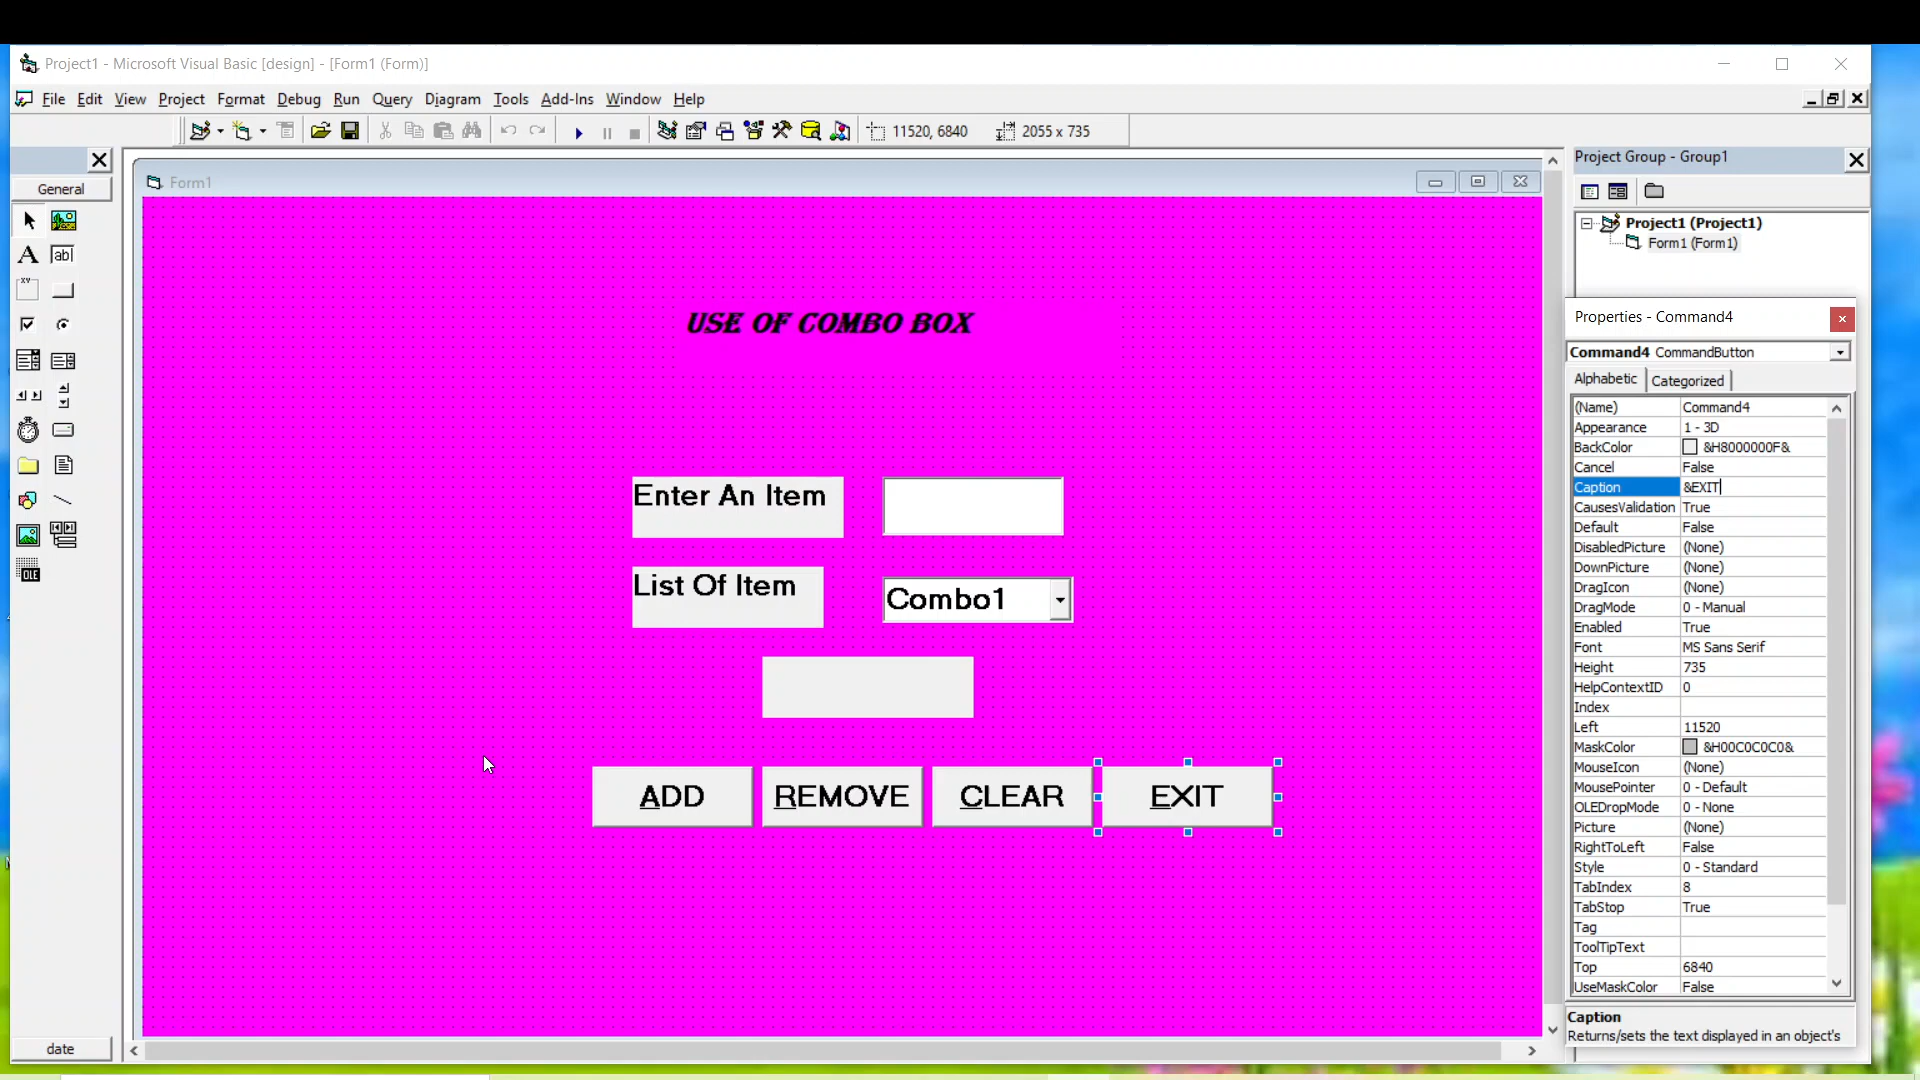 Project1 - Microsoft Visual Basic [design] - [Form1 (Form)]
File Edit View Project Format Debug Run Query Diagram Tools Add-Ins Window Help
11520, 6840 2055 x 735
General
Form1
Project Group - Group1
Project1 (Project1)
Form1 (Form1)
A
ab
XY
OLE
date
USE OF COMBO BOX
Enter An Item
List Of Item
Combo1
ADD REMOVE CLEAR EXIT
Properties - Command4
Command4 CommandButton
Alphabetic Categorized
(Name) Command4
Appearance 1 - 3D
BackColor &H8000000F&
Cancel False
Caption &EXIT
CausesValidation True
Default False
DisabledPicture (None)
DownPicture (None)
DragIcon (None)
DragMode 0 - Manual
Enabled True
Font MS Sans Serif
Height 735
HelpContextID 0
Index
Left 11520
MaskColor &H00C0C0C0&
MouseIcon (None)
MousePointer 0 - Default
OLEDropMode 0 - None
Picture (None)
RightToLeft False
Style 0 - Standard
TabIndex 8
TabStop True
Tag
ToolTipText
Top 6840
UseMaskColor False
Caption
Returns/sets the text displayed in an object's